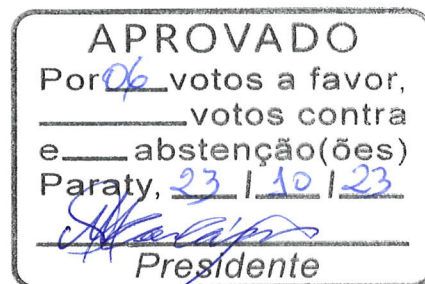 APROVADO
Por 06 votos a favor,
votos contra
e abstenção(ões)
Paraty, 23 / 10 / 23
Presidente